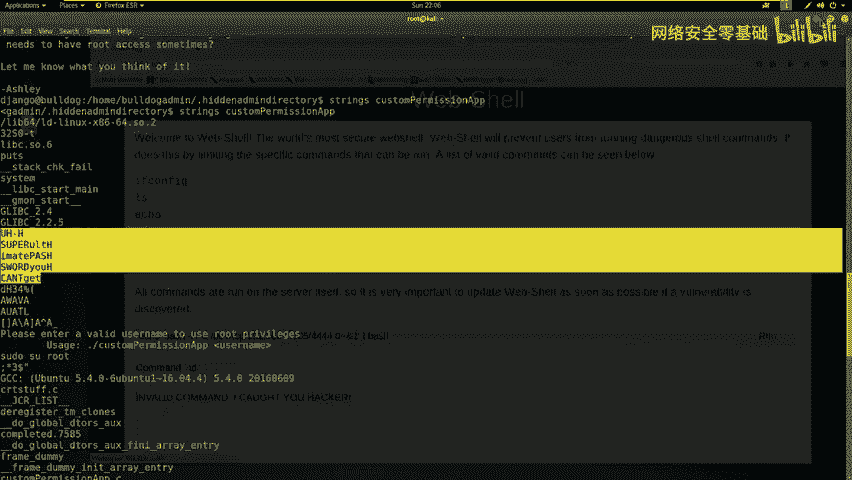 Applications Places Firefox ESR Sun 22:06 1
root@kali: ~
File Edit View Search Terminal Help
网络安全零基础 bilibili
needs to have root access sometimes?
Let me know what you think of it!
-Ashley
django@bulldog:/home/bulldogadmin/.hiddenadmindirectory$ strings customPermissionApp
<gadmin/.hiddenadmindirectory$ strings customPermissionApp
Web Shell
/lib64/ld-linux-x86-64.so.2
32S0-t
libc.so.6
puts
__stack_chk_fail
system
__libc_start_main
__gmon_start__
GLIBC_2.4
GLIBC_2.2.5
UH-H
SUPERultH
imatePASH
SWORDyouH
CANTget
dH34%(
AWAVA
AUATL
[]A\A]A^A_
Please enter a valid username to use root privileges
Usage: ./customPermissionApp <username>
sudo su root
;*3$"
GCC: (Ubuntu 5.4.0-6ubuntu1~16.04.4) 5.4.0 20160609
crtstuff.c
__JCR_LIST__
deregister_tm_clones
__do_global_dtors_aux
completed.7585
__do_global_dtors_aux_fini_array_entry
frame_dummy
__frame_dummy_init_array_entry
customPermissionApp.c
Welcome to Web-Shell! The world's most secure webshell. Web-Shell will prevent users from running dangerous shell commands. It
does this by limiting the specific commands that can be run. A list of valid commands can be seen below
ifconfig
ls
echo
All commands are run on the server itself, so it is very important to update Web-Shell as soon as possible if a vulnerability is
discovered.
bash
Run
Command : id
INVALID COMMAND. I CAUGHT YOU HACKER!